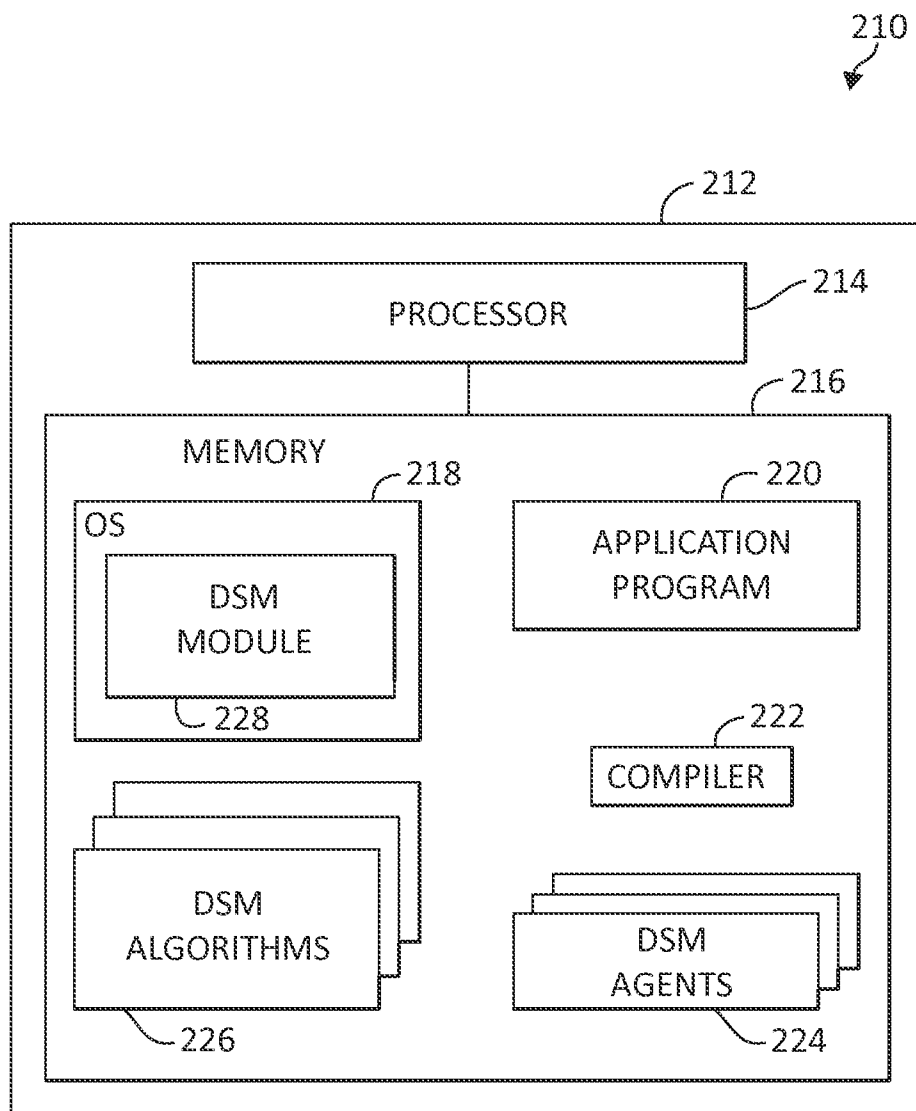 210
212
PROCESSOR
214
216
MEMORY
218
OS
DSM
MODULE
228
220
APPLICATION
PROGRAM
222
COMPILER
DSM
ALGORITHMS
226
DSM
AGENTS
224